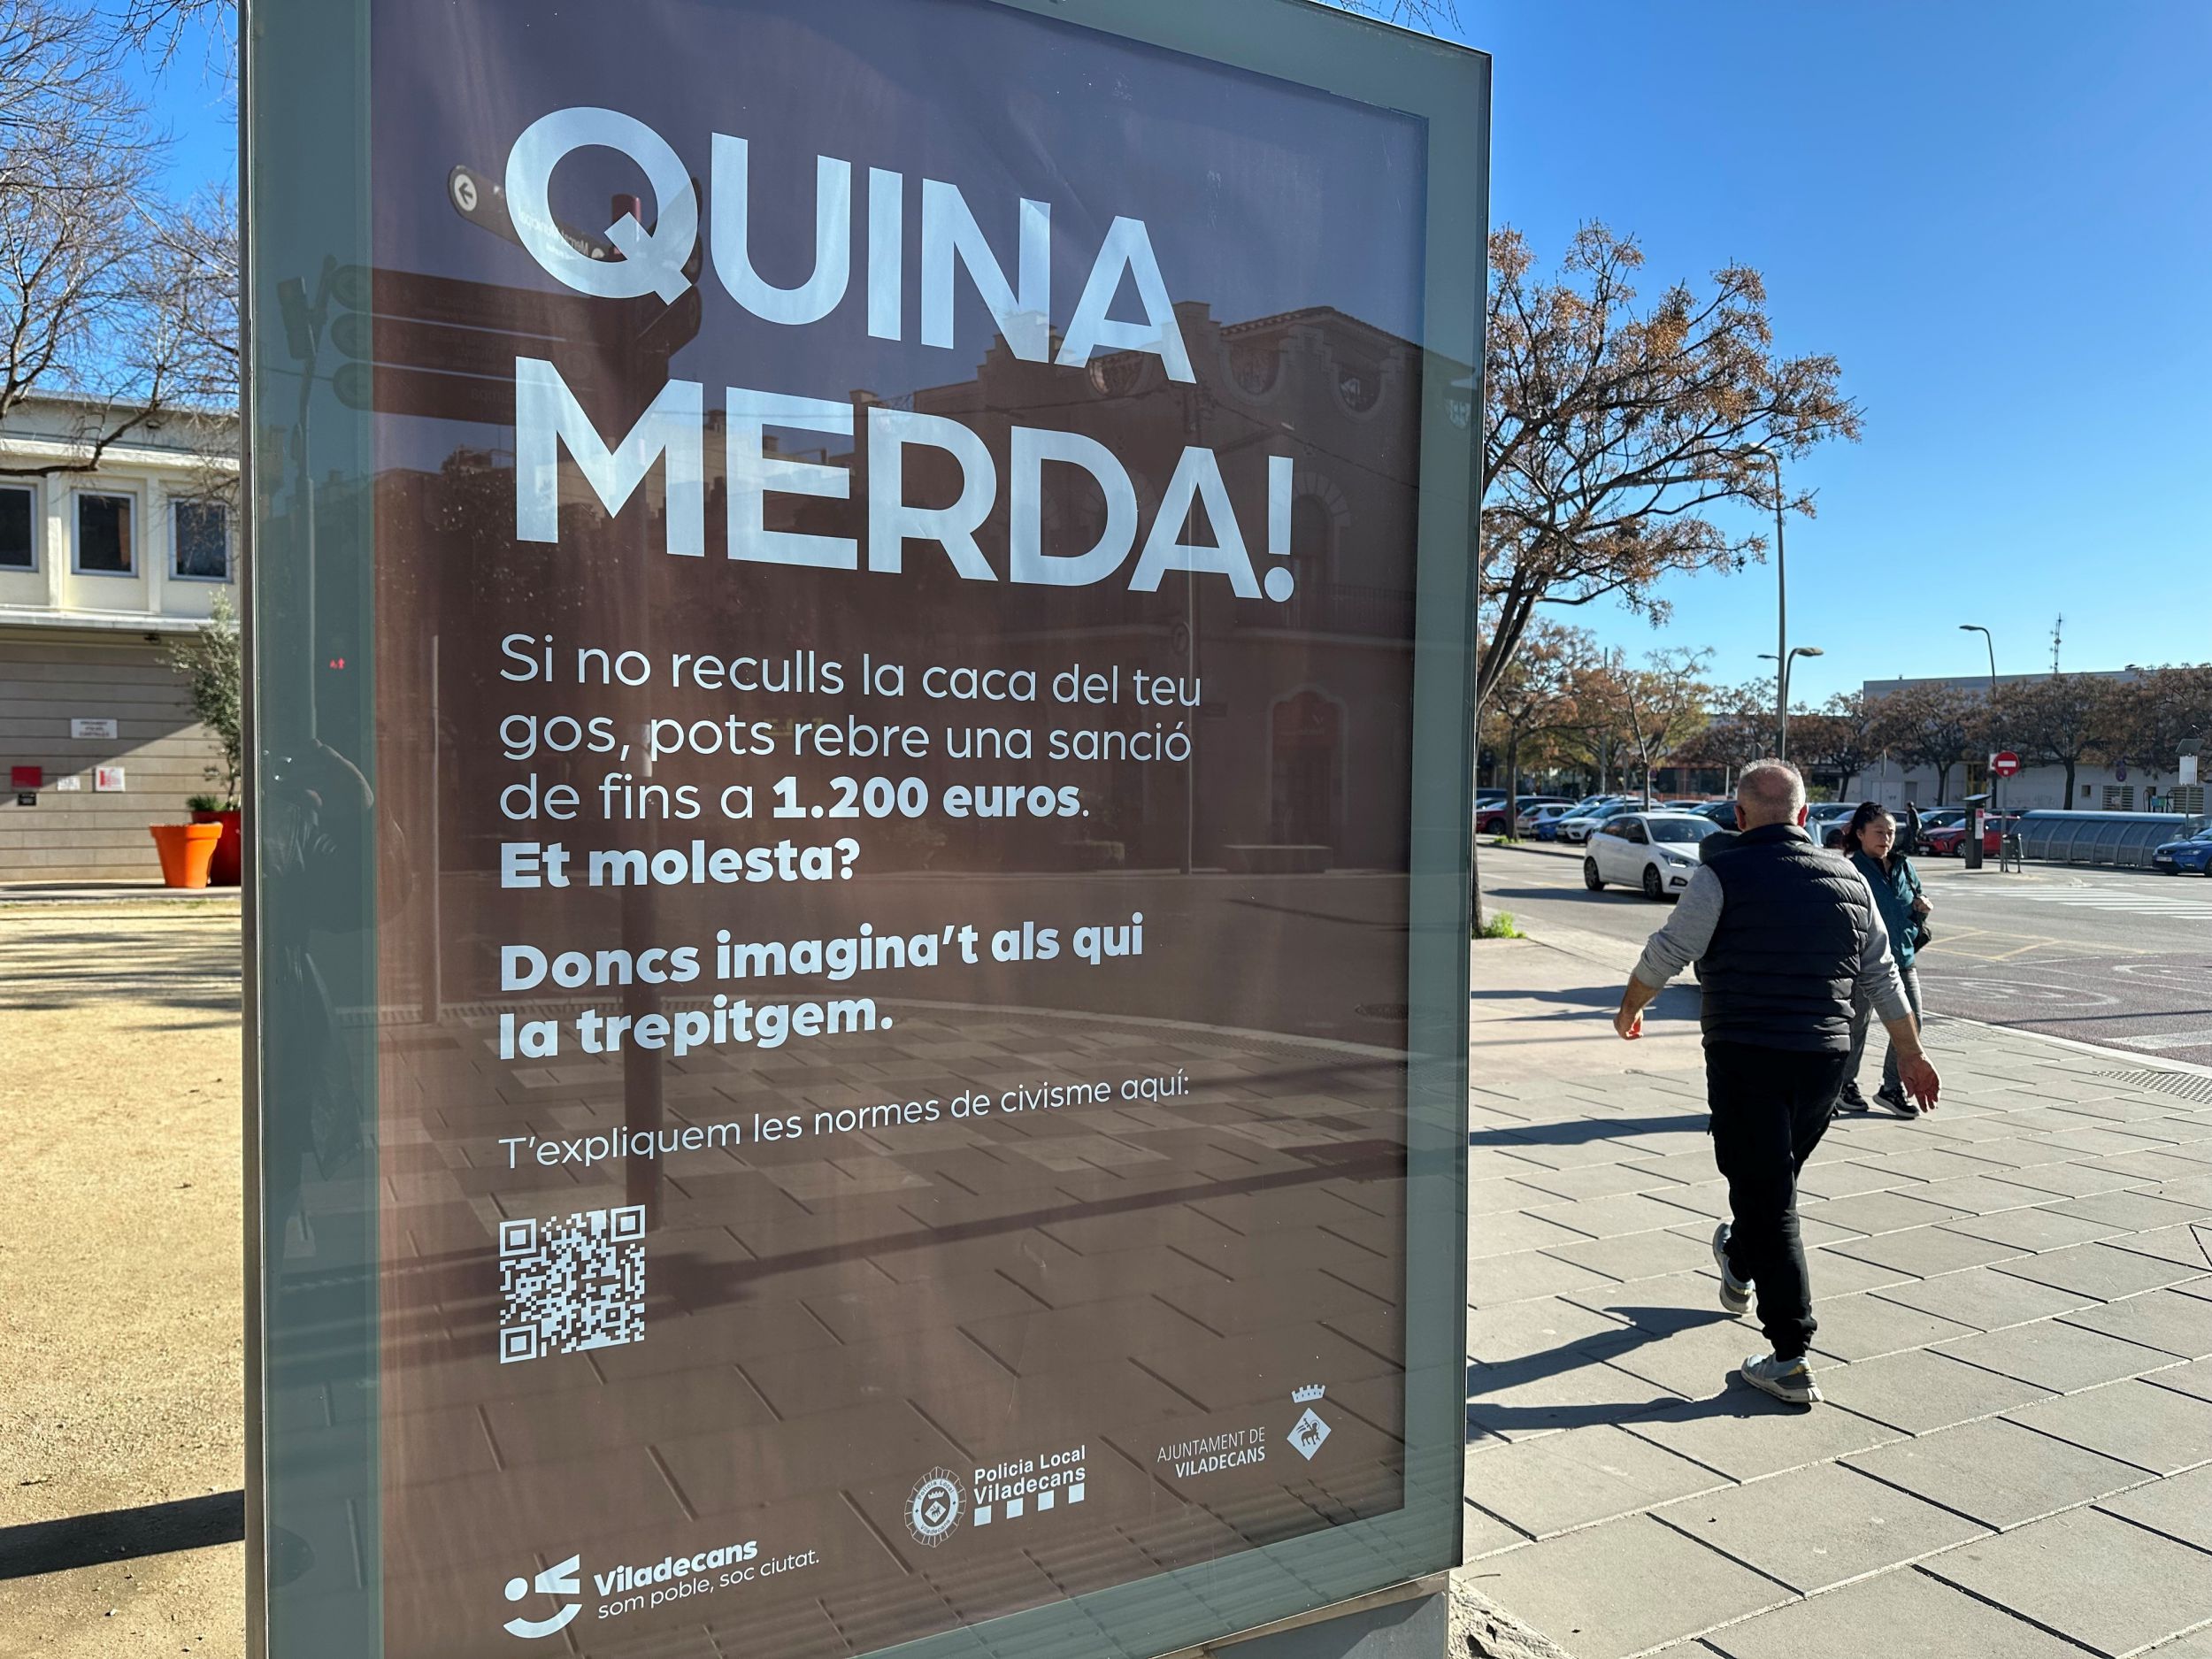 QUINA
MERDA!
Si no reculls la caca del teu
gos, pots rebre una sanció
de fins a 1.200 euros.
Et molesta?
Doncs imagina't als qui
la trepitgem.
T'expliquem les normes de civisme aquí:
Policia Local
Viladecans
AJUNTAMENT DE
VILADECANS
Viladecans
som poble, soc ciutat.